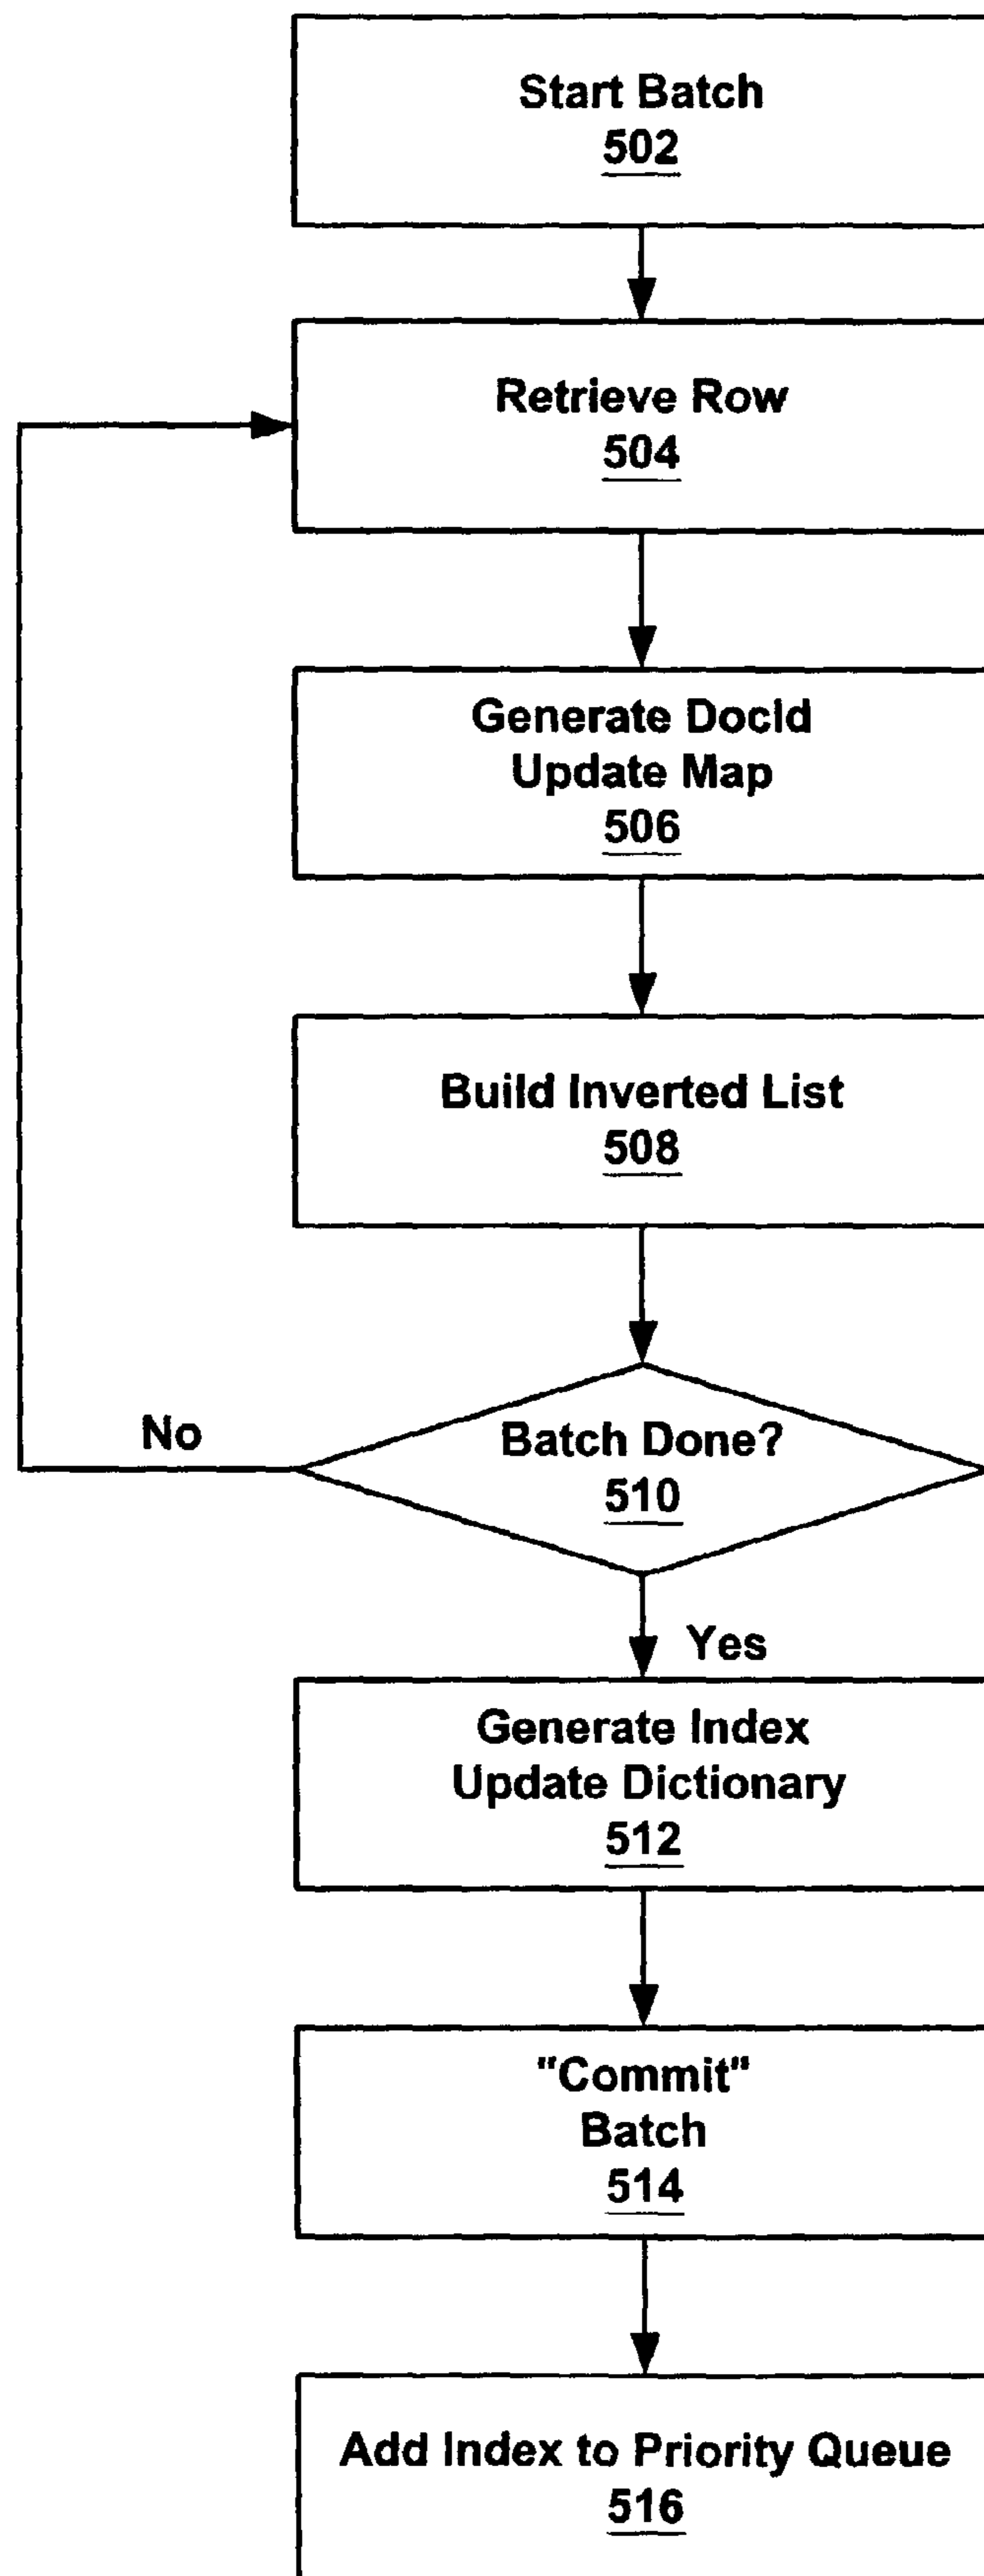 Start Batch
502
Retrieve Row
504
Generate DocId
Update Map
506
Build Inverted List
508
Batch Done?
510
No
Yes
Generate Index
Update Dictionary
512
"Commit"
Batch
514
Add Index to Priority Queue
516